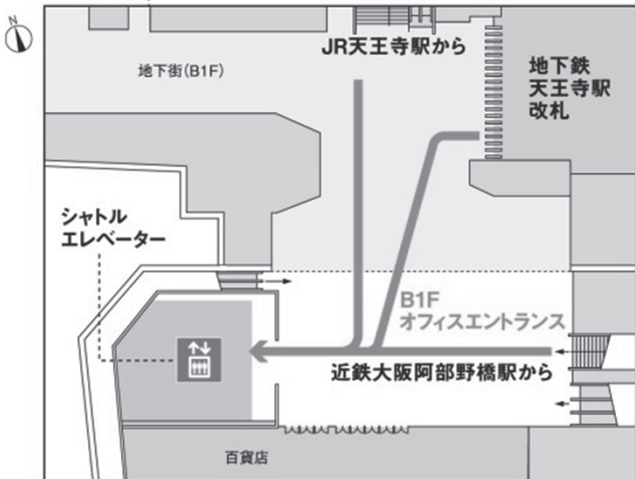 N
JR天王寺駅から
地下街(B1F)
地下鉄
天王寺駅
改札
シャトル
エレベーター
B1F
オフィスエントランス
近鉄大阪阿部野橋駅から
百貨店